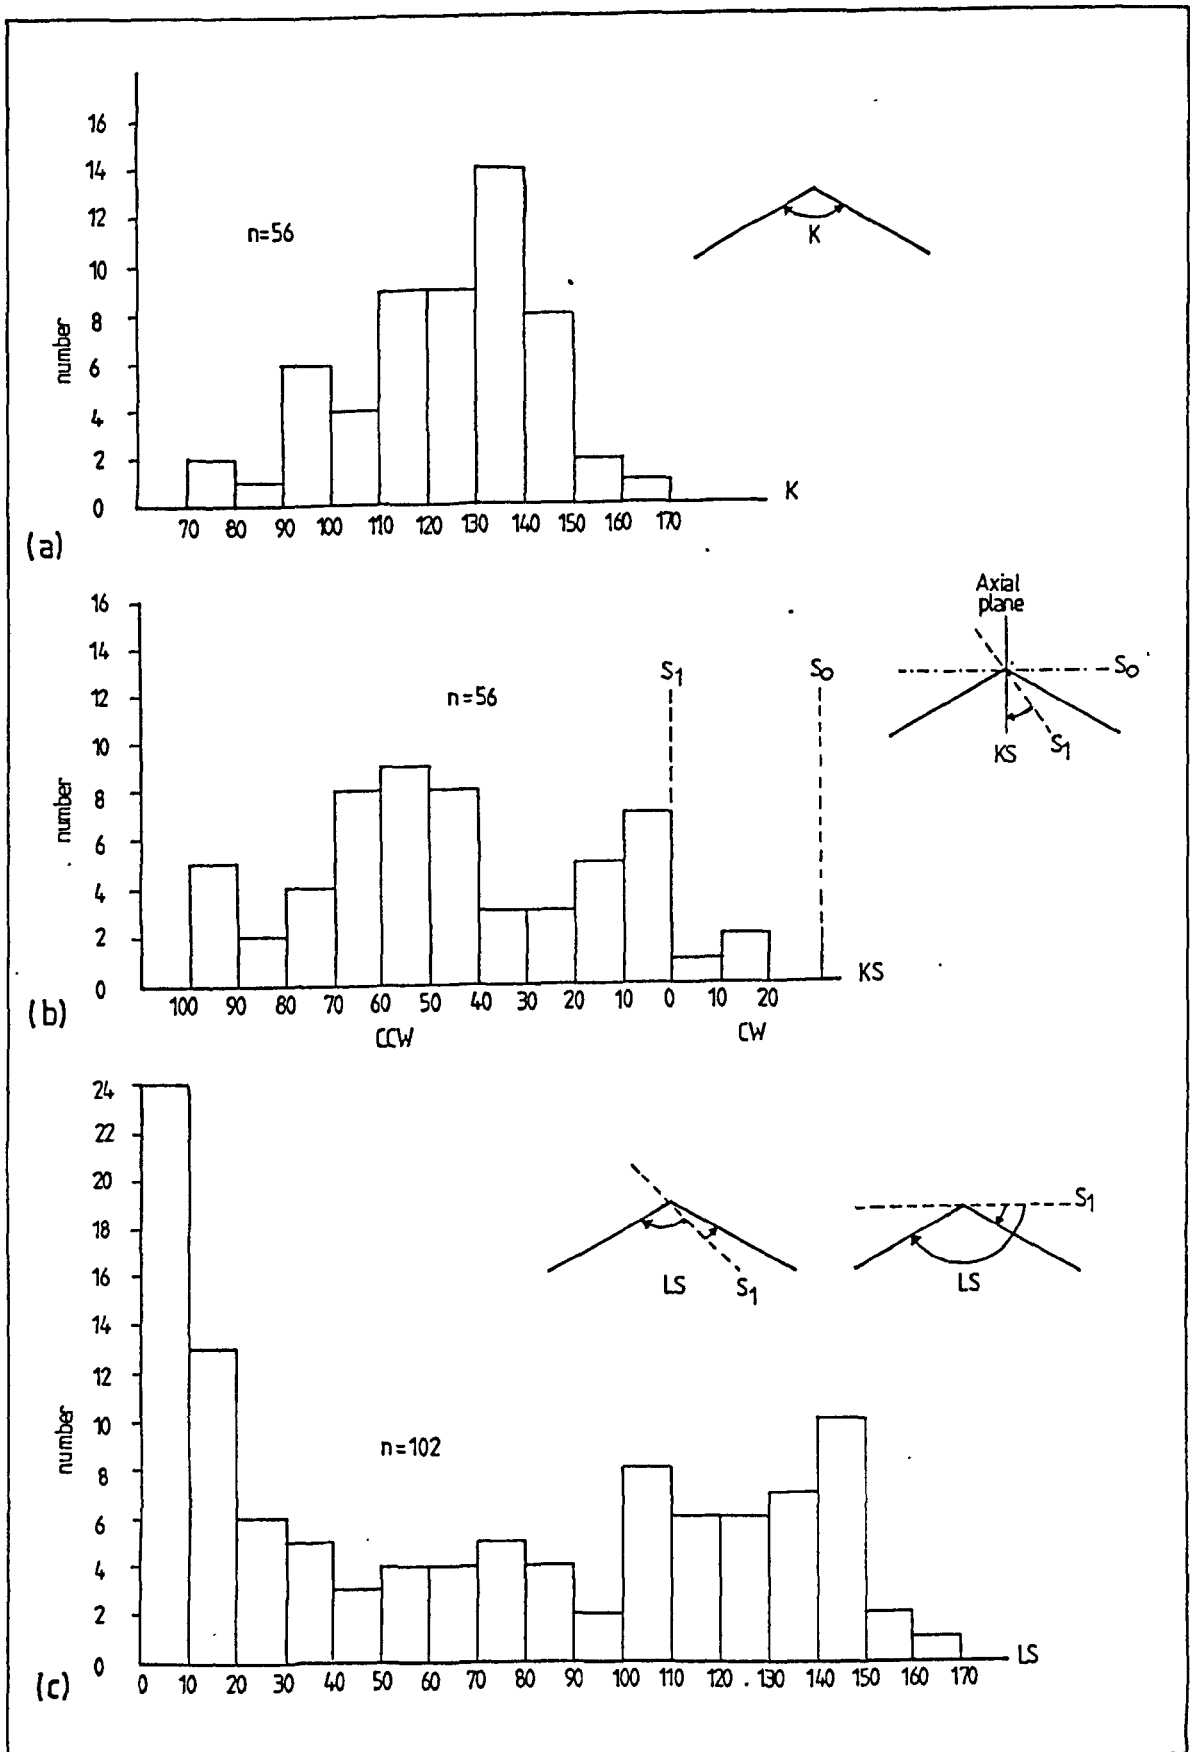 16
14
12
n=56
10
number
8
6
4
2
0
K
K
70 80 90 100 110 120 130 140 150 160 170
(a)
16
14
12
n=56
10
number
8
6
4
2
0
S1
So
Axial
plane
So
KS
S1
KS
100 90 80 70 60 50 40 30 20 10 0 10 20
CCW
CW
(b)
24
22
20
18
16
14
12
10
number
8
6
4
2
0
n=102
LS
S1
S1
LS
LS
0 10 20 30 40 50 60 70 80 90 100 110 120 130 140 150 160 170
(c)